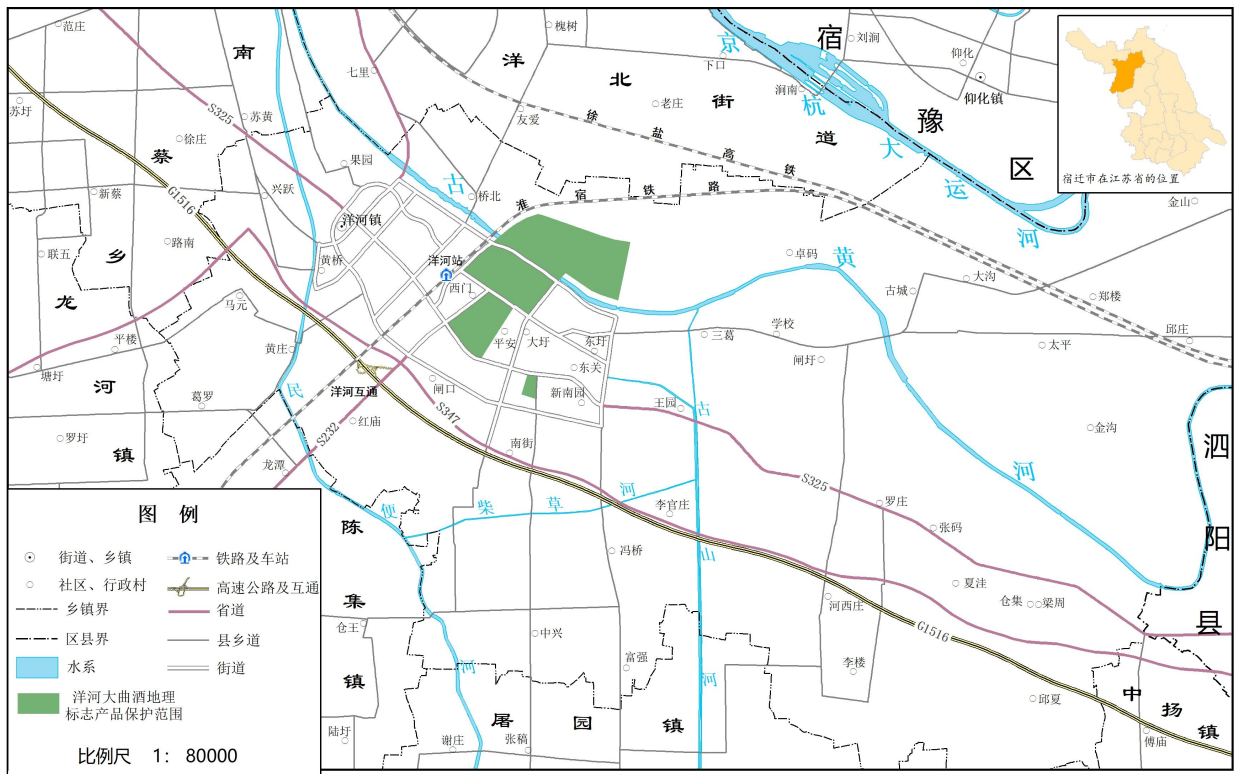 范庄
南
槐树
洋
京
宿
刘涧
仰化
七里
下口
北
涧南
仰化镇
苏圩
S325
苏黄
友爱
老庄
街
杭
徐
盐
高
铁
道
豫
大
徐庄
蔡
果园
民
古
区
宿迁市在江苏省的位置
新蔡
G1516
兴跃
桥北
淮
宿
铁
路
运
金山
洋河镇
河
联五
路南
乡
黄桥
洋河站
卓码
黄
西门
古城
大沟
郑楼
龙
马元
平安
大圩
三葛
学校
邱庄
平楼
黄庄
东圩
闸圩
太平
塘圩
河
东关
洋河互通
闸口
民
葛罗
新南园
王园
古
S347
红庙
金沟
罗圩
镇
S232
南街
泗
龙潭
河
S325
图 例
便
柴
草
河
李官庄
罗庄
陈
张码
阳
街道、乡镇
铁路及车站
冯桥
山
社区、行政村
高速公路及互通
夏洼
集
河西庄
仓集
梁周
乡镇界
省道
县
仓王
中兴
G1516
区县界
县乡道
河
富强
李楼
水系
街道
镇
河
中
邱夏
洋河大曲酒地理
标志产品保护范围
屠
园
镇
扬
镇
陆圩
谢庄
张稿
傅庙
比例尺 1: 80000